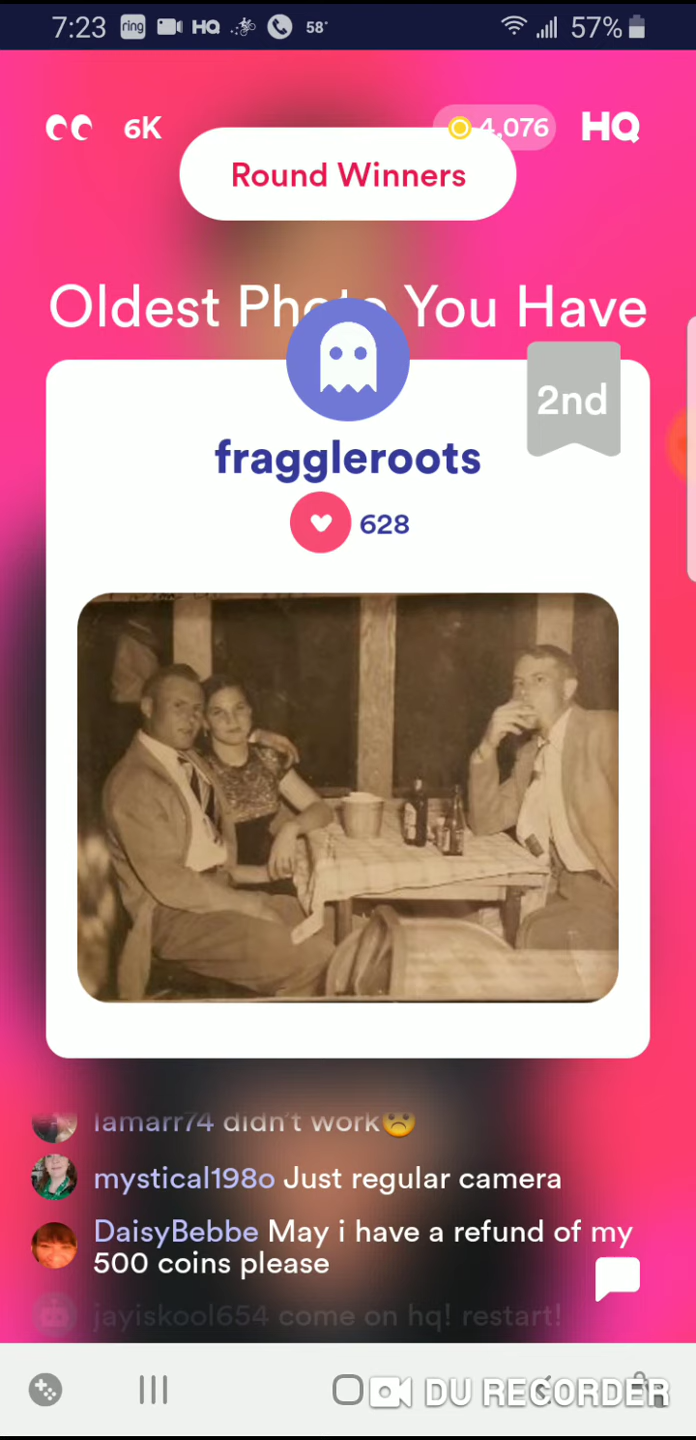 7:23 ring HQ 58° 57%
6K 4,076 HQ
Round Winners
Oldest Photo You Have
2nd
fraggleroots
628
lamarr74 didn't work☹️
mystical198o Just regular camera
DaisyBebbe May i have a refund of my
500 coins please
jayiskool654 come on hq! restart!
DU RECORDER